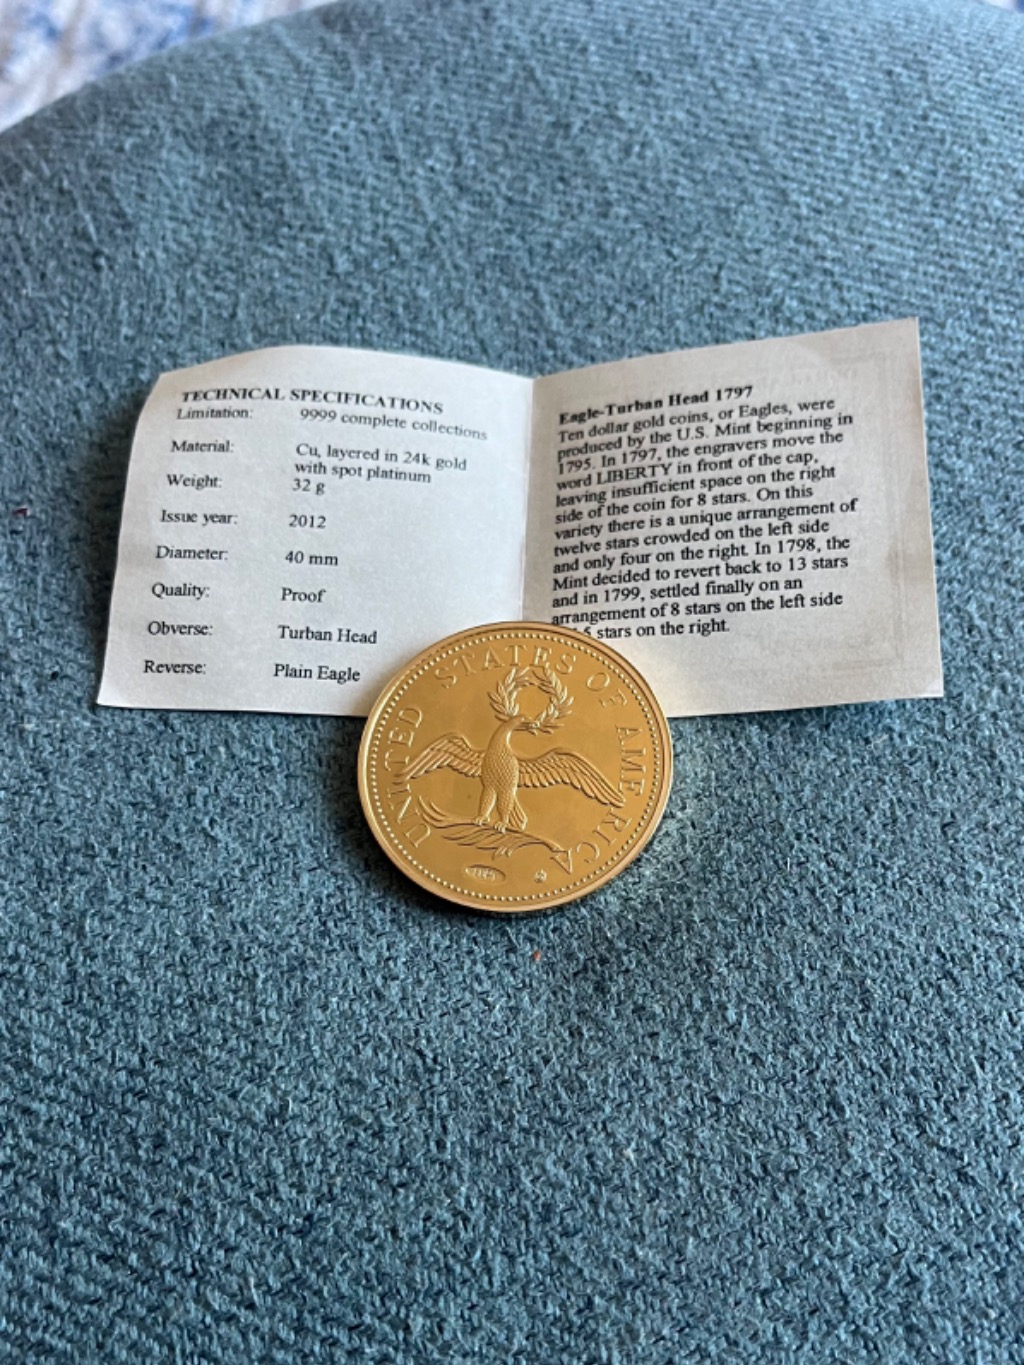 TECHNICAL SPECIFICATIONS
Limitation: 9999 complete collections
Material: Cu, layered in 24k gold
with spot platinum
Weight: 32 g
Issue year: 2012
Diameter: 40 mm
Quality: Proof
Obverse: Turban Head
Reverse: Plain Eagle
Eagle-Turban Head 1797
Ten dollar gold coins, or Eagles, were
produced by the U.S. Mint beginning in
1795. In 1797, the engravers move the
word LIBERTY in front of the cap,
leaving insufficient space on the right
side of the coin for 8 stars. On this
variety there is a unique arrangement of
twelve stars crowded on the left side
and only four on the right. In 1798, the
Mint decided to revert back to 13 stars
and in 1799, settled finally on an
arrangement of 8 stars on the left side
5 stars on the right.
UNITED STATES OF AMERICA